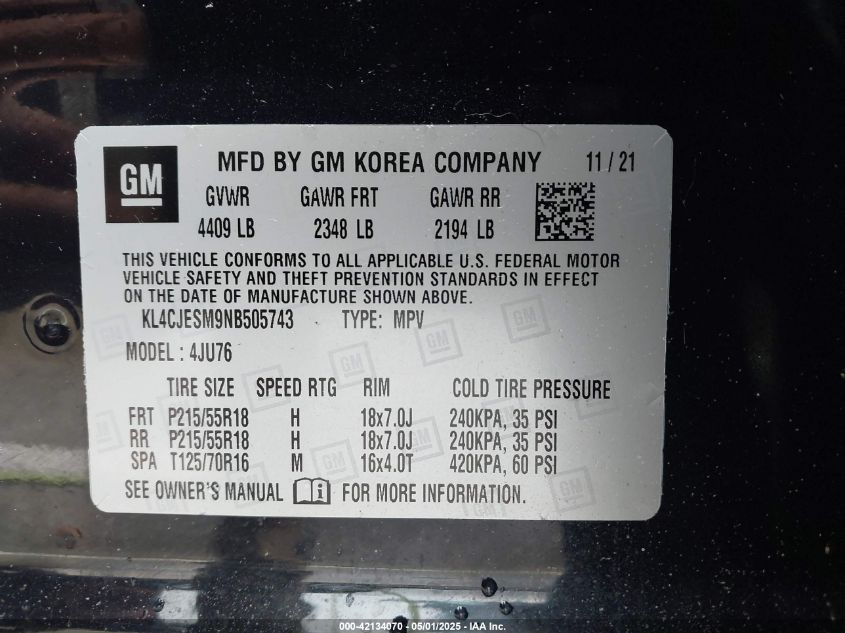 GM MFD BY GM KOREA COMPANY 11 / 21
GVWR GAWR FRT GAWR RR
4409 LB 2348 LB 2194 LB
THIS VEHICLE CONFORMS TO ALL APPLICABLE U.S. FEDERAL MOTOR
VEHICLE SAFETY AND THEFT PREVENTION STANDARDS IN EFFECT
ON THE DATE OF MANUFACTURE SHOWN ABOVE.
KL4CJESM9NB505743 TYPE: MPV
MODEL : 4JU76
TIRE SIZE SPEED RTG RIM COLD TIRE PRESSURE
FRT P215/55R18 H 18x7.0J 240KPA, 35 PSI
RR P215/55R18 H 18x7.0J 240KPA, 35 PSI
SPA T125/70R16 M 16x4.0T 420KPA, 60 PSI
SEE OWNER'S MANUAL FOR MORE INFORMATION.
000-42134070 - 05/01/2025 - IAA Inc.